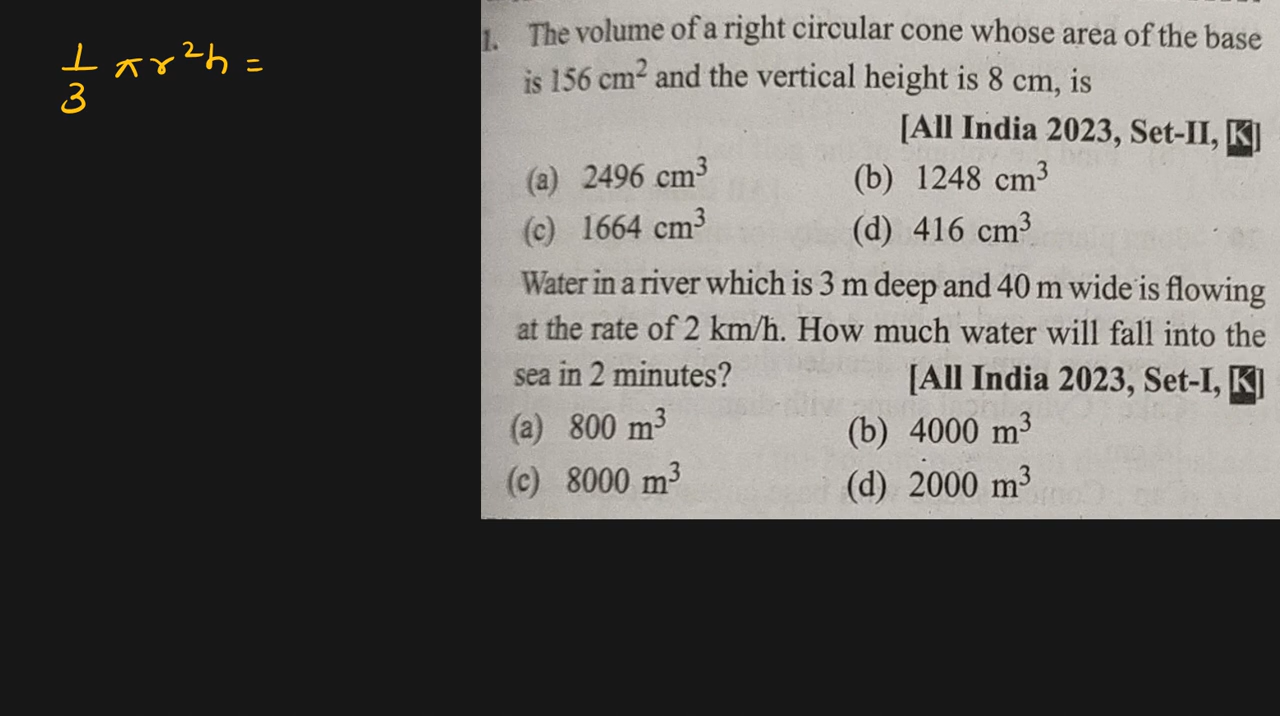 1/3 πr²h =
1. The volume of a right circular cone whose area of the base
is 156 cm² and the vertical height is 8 cm, is
[All India 2023, Set-II, K]
(a) 2496 cm³ (b) 1248 cm³
(c) 1664 cm³ (d) 416 cm³
Water in a river which is 3 m deep and 40 m wide is flowing
at the rate of 2 km/h. How much water will fall into the
sea in 2 minutes? [All India 2023, Set-I, K]
(a) 800 m³ (b) 4000 m³
(c) 8000 m³ (d) 2000 m³